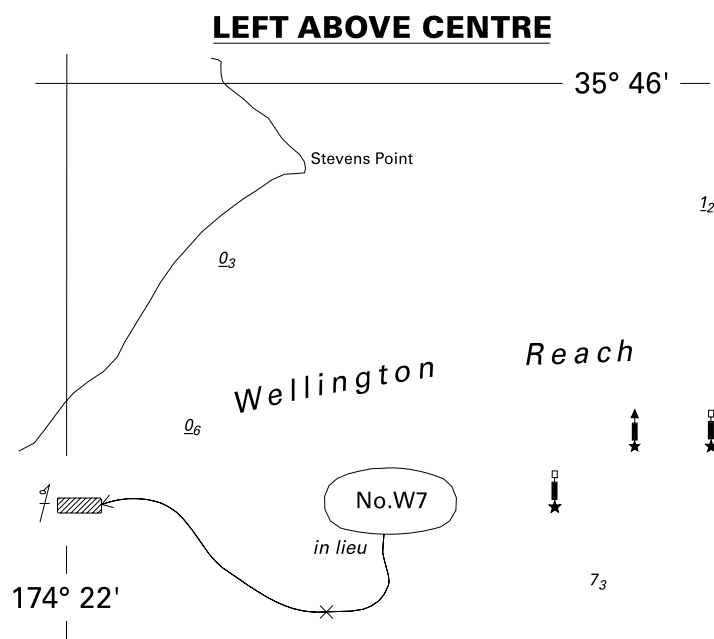 LEFT ABOVE CENTRE
35° 46'
Stevens Point
1₂
0₃
Wellington Reach
0₆
No.W7
in lieu
7₃
174° 22'